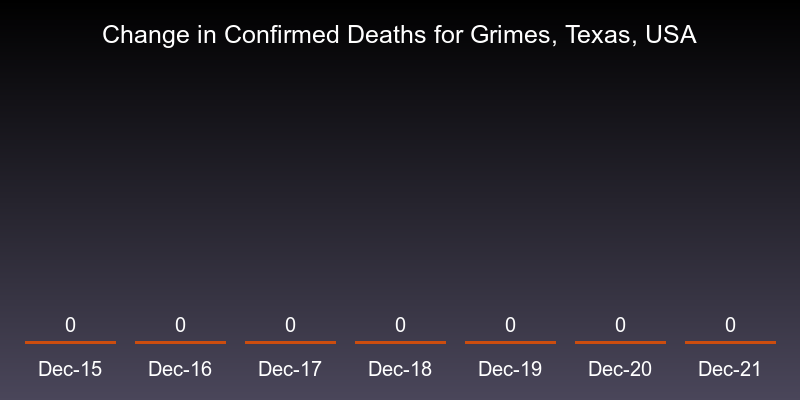 Change in Confirmed Deaths for Grimes, Texas, USA
0 0 0 0 0 0 0
Dec-15 Dec-16 Dec-17 Dec-18 Dec-19 Dec-20 Dec-21